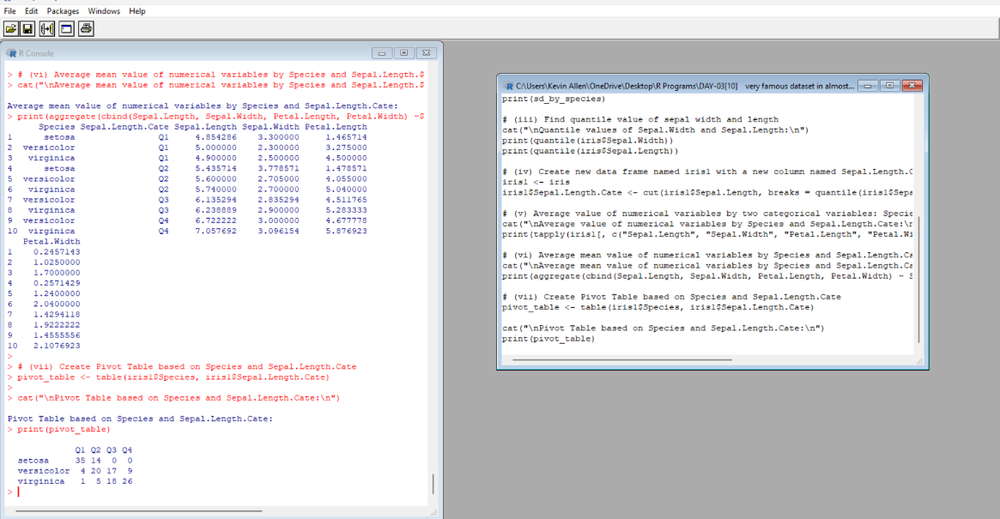 File Edit Packages Windows Help
R Console
> # (vi) Average mean value of numerical variables by Species and Sepal.Length.$
> cat("\nAverage mean value of numerical variables by Species and Sepal.Length.$

Average mean value of numerical variables by Species and Sepal.Length.Cate:
> print(aggregate(cbind(Sepal.Length, Sepal.Width, Petal.Length, Petal.Width) ~$
      Species Sepal.Length.Cate Sepal.Length Sepal.Width Petal.Length
1      setosa                Q1     4.854286    3.300000     1.465714
2  versicolor                Q1     5.000000    2.300000     3.275000
3   virginica                Q1     4.900000    2.500000     4.500000
4      setosa                Q2     5.435714    3.778571     1.478571
5  versicolor                Q2     5.600000    2.705000     4.055000
6   virginica                Q2     5.740000    2.700000     5.040000
7  versicolor                Q3     6.135294    2.835294     4.511765
8   virginica                Q3     6.238889    2.900000     5.283333
9  versicolor                Q4     6.722222    3.000000     4.677778
10  virginica                Q4     7.057692    3.096154     5.876923
   Petal.Width
1    0.2457143
2    1.0250000
3    1.7000000
4    0.2571429
5    1.2400000
6    2.0400000
7    1.4294118
8    1.9222222
9    1.4555556
10   2.1076923
>
> # (vii) Create Pivot Table based on Species and Sepal.Length.Cate
> pivot_table <- table(iris1$Species, iris1$Sepal.Length.Cate)
>
> cat("\nPivot Table based on Species and Sepal.Length.Cate:\n")

Pivot Table based on Species and Sepal.Length.Cate:
> print(pivot_table)

             Q1 Q2 Q3 Q4
  setosa     35 14  0  0
  versicolor  4 20 17  9
  virginica   1  5 18 26
>
C:\Users\Kevin Allen\OneDrive\Desktop\R Programs\DAY-03[10] very famous dataset in almost...
print(sd_by_species)

# (iii) Find quantile value of sepal width and length
cat("\nQuantile values of Sepal.Width and Sepal.Length:\n")
print(quantile(iris$Sepal.Width))
print(quantile(iris$Sepal.Length))

# (iv) Create new data frame named iris1 with a new column named Sepal.Length.C
iris1 <- iris
iris1$Sepal.Length.Cate <- cut(iris1$Sepal.Length, breaks = quantile(iris1$Sepa

# (v) Average value of numerical variables by two categorical variables: Specie
cat("\nAverage value of numerical variables by Species and Sepal.Length.Cate:\n
print(tapply(iris1[, c("Sepal.Length", "Sepal.Width", "Petal.Length", "Petal.Wi

# (vi) Average mean value of numerical variables by Species and Sepal.Length.Ca
cat("\nAverage mean value of numerical variables by Species and Sepal.Length.Ca
print(aggregate(cbind(Sepal.Length, Sepal.Width, Petal.Length, Petal.Width) ~ S

# (vii) Create Pivot Table based on Species and Sepal.Length.Cate
pivot_table <- table(iris1$Species, iris1$Sepal.Length.Cate)

cat("\nPivot Table based on Species and Sepal.Length.Cate:\n")
print(pivot_table)